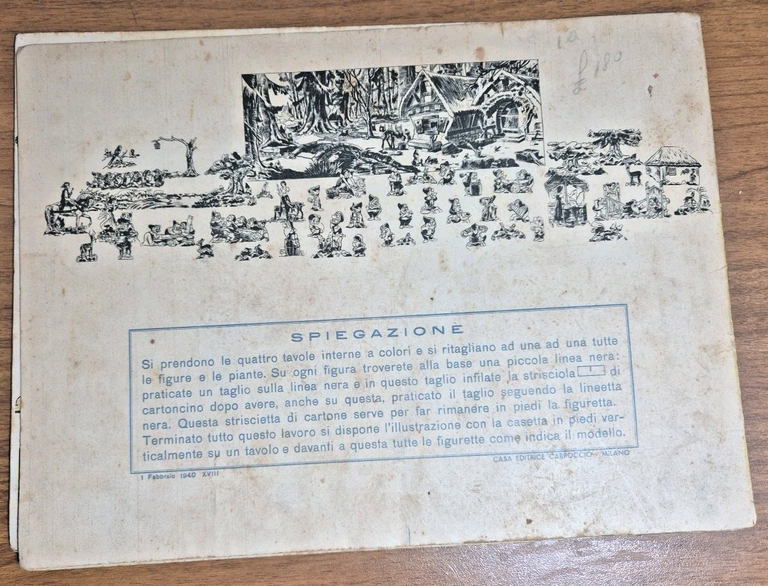 £ 180
SPIEGAZIONE
Si prendono le quattro tavole interne a colori e si ritagliano ad una ad una tutte
le figure e le piante. Su ogni figura troverete alla base una piccola linea nera:
praticate un taglio sulla linea nera e in questo taglio infilate la strisciola di
cartoncino dopo avere, anche su questa, praticato il taglio seguendo la lineetta
nera. Questa striscietta di cartone serve per far rimanere in piedi la figuretta.
Terminato tutto questo lavoro si dispone l'illustrazione con la casetta in piedi ver-
ticalmente su un tavolo e davanti a questa tutte le figurette come indica il modello.
1 Febbraio 1940 XVIII
CASA EDITRICE CARROCCIO - MILANO